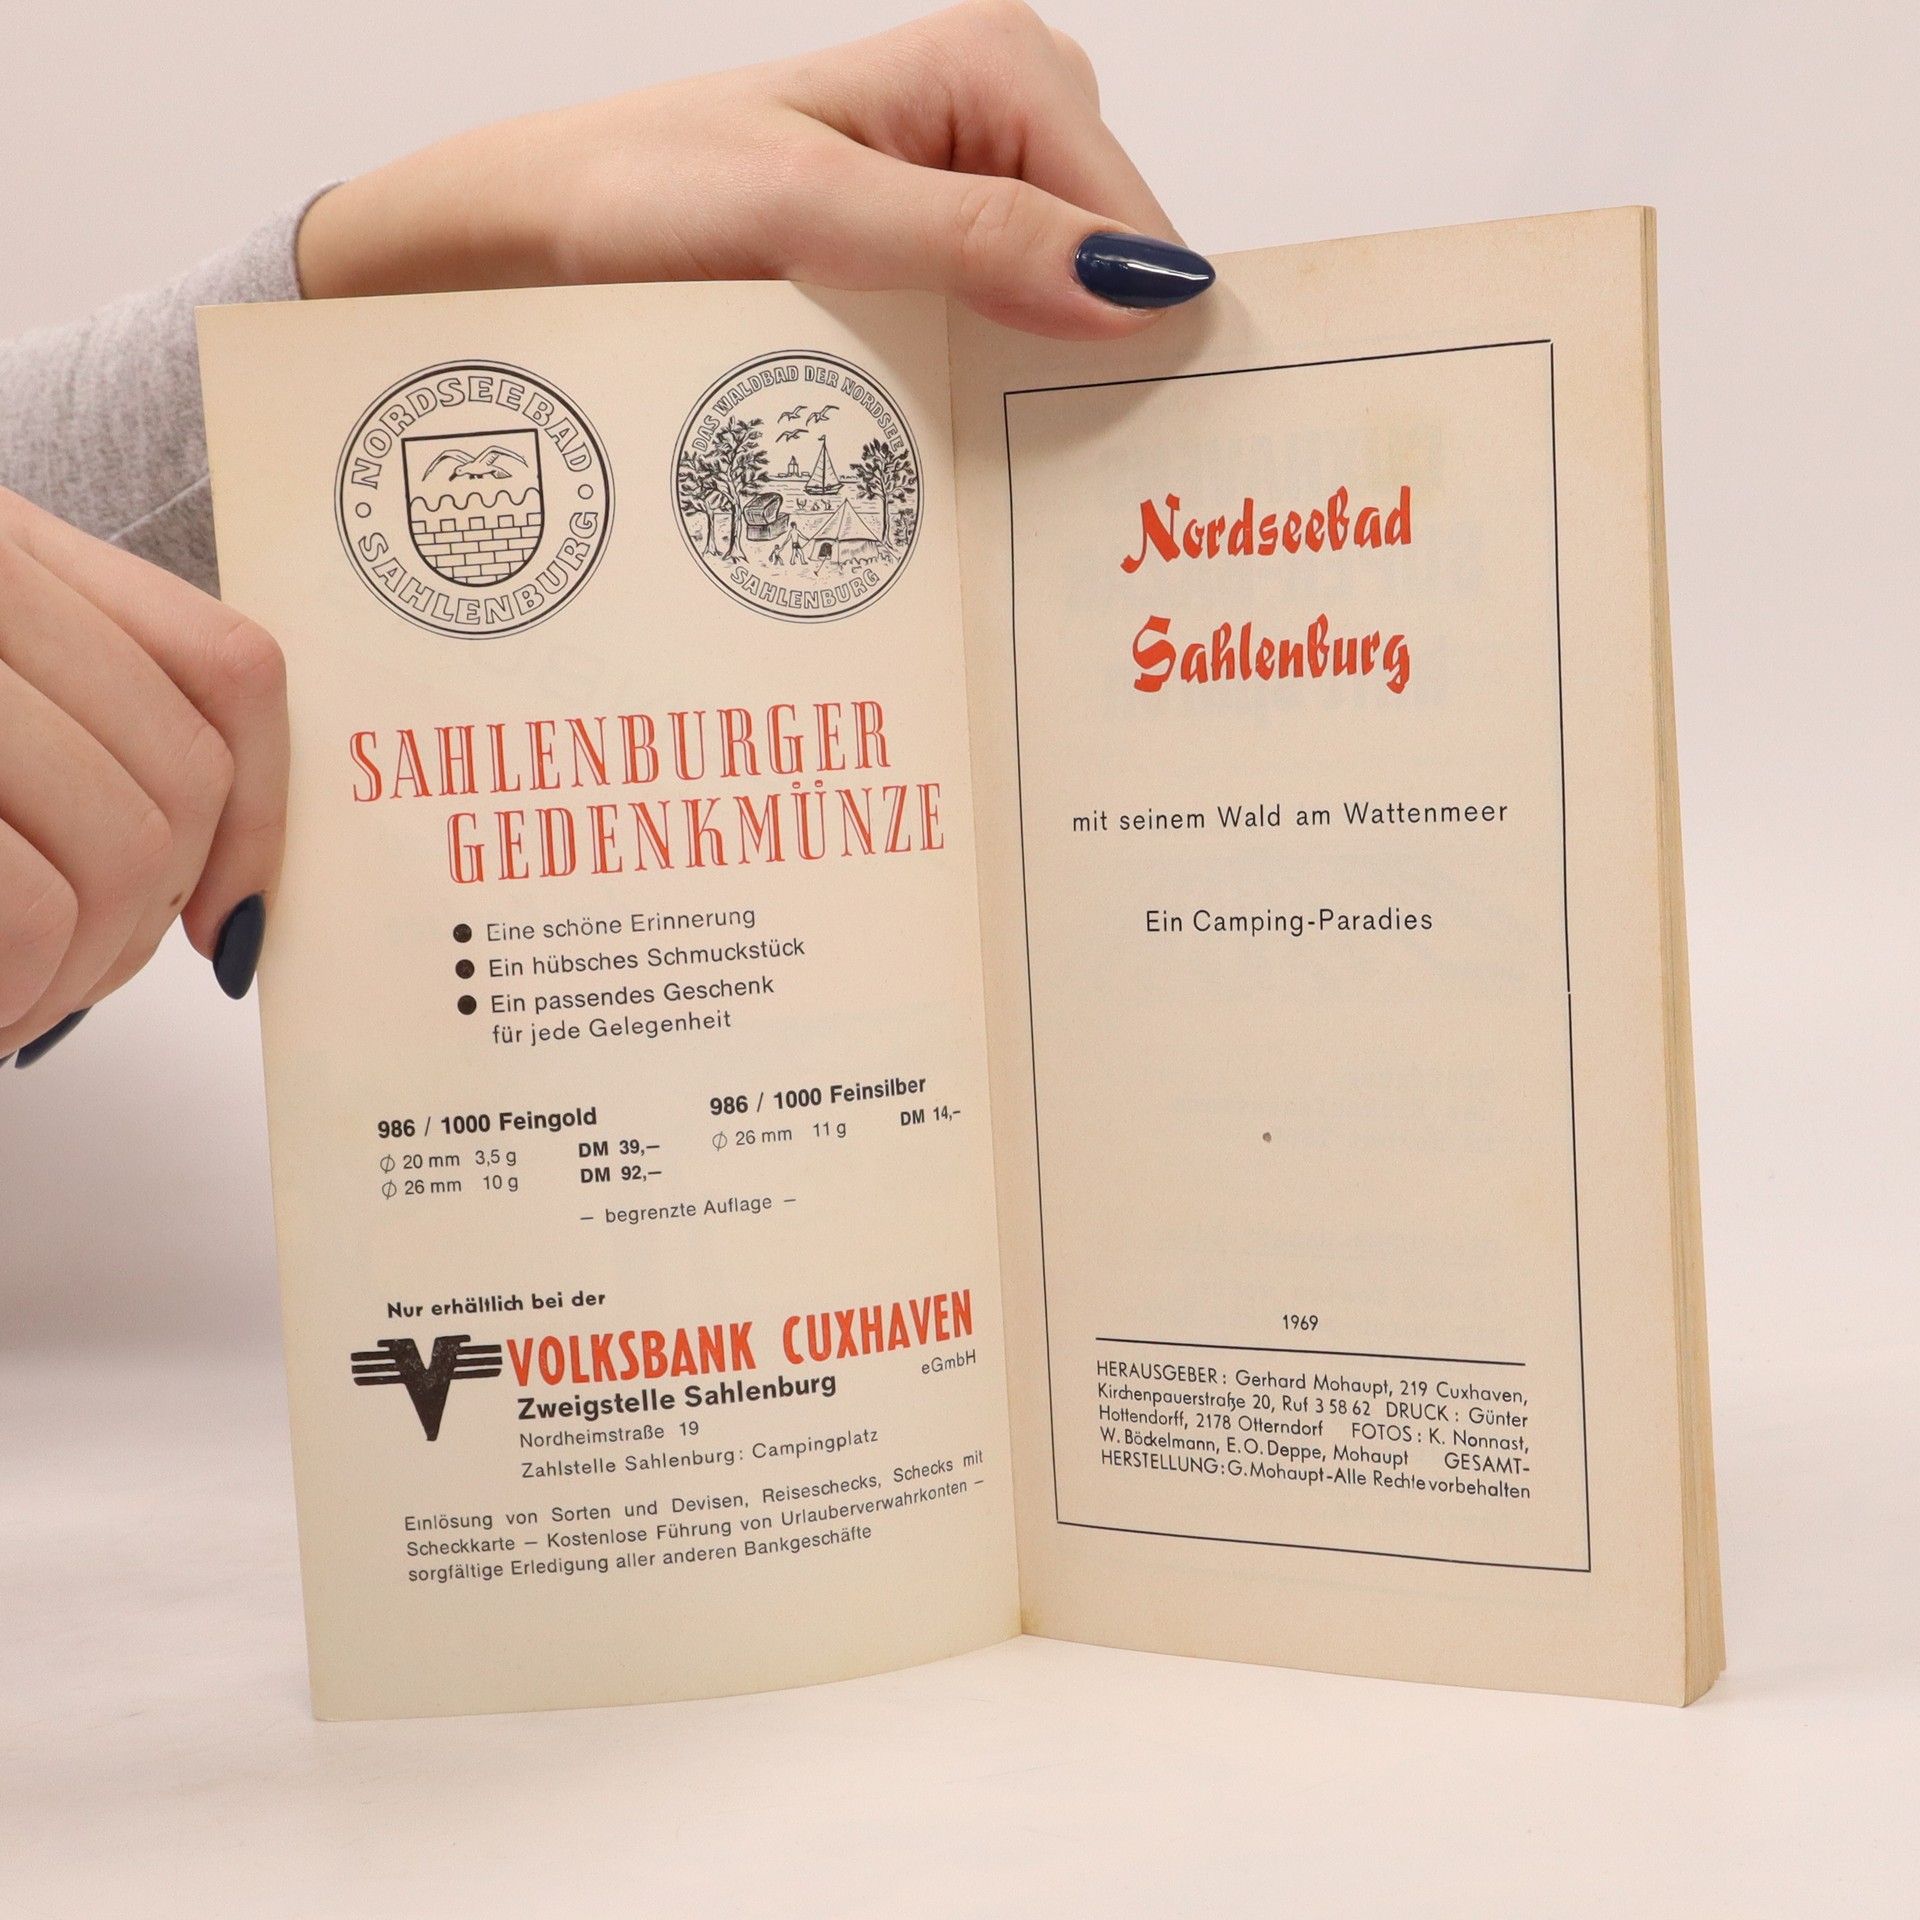 NORDSEEBAD
SAHLENBURG
DAS WALDBAD DER NORDSEE
SAHLENBURG
SAHLENBURGER
GEDENKMÜNZE
● Eine schöne Erinnerung
● Ein hübsches Schmuckstück
● Ein passendes Geschenk
für jede Gelegenheit
986 / 1000 Feingold
∅ 20 mm 3,5 g DM 39,–
∅ 26 mm 10 g DM 92,–
986 / 1000 Feinsilber
∅ 26 mm 11 g DM 14,–
– begrenzte Auflage –
Nur erhältlich bei der
VOLKSBANK CUXHAVEN
eGmbH
Zweigstelle Sahlenburg
Nordheimstraße 19
Zahlstelle Sahlenburg: Campingplatz
Einlösung von Sorten und Devisen, Reiseschecks, Schecks mit
Scheckkarte – Kostenlose Führung von Urlauberverwahrkonten –
sorgfältige Erledigung aller anderen Bankgeschäfte
Nordseebad
Sahlenburg
mit seinem Wald am Wattenmeer
Ein Camping-Paradies
1969
HERAUSGEBER: Gerhard Mohaupt, 219 Cuxhaven,
Kirchenpauerstraße 20, Ruf 3 58 62 DRUCK: Günter
Hottendorff, 2178 Otterndorf FOTOS: K. Nonnast,
W. Böckelmann, E. O. Deppe, Mohaupt GESAMT-
HERSTELLUNG: G. Mohaupt-Alle Rechte vorbehalten